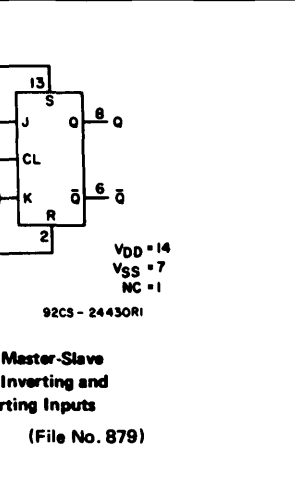 13
S
J Q 8 Q
CL
K Q̅ 6 Q̅
R
2
VDD = 14
VSS = 7
NC = 1
92CS - 24430R1
Master-Slave
Inverting and
rting Inputs
(File No. 879)